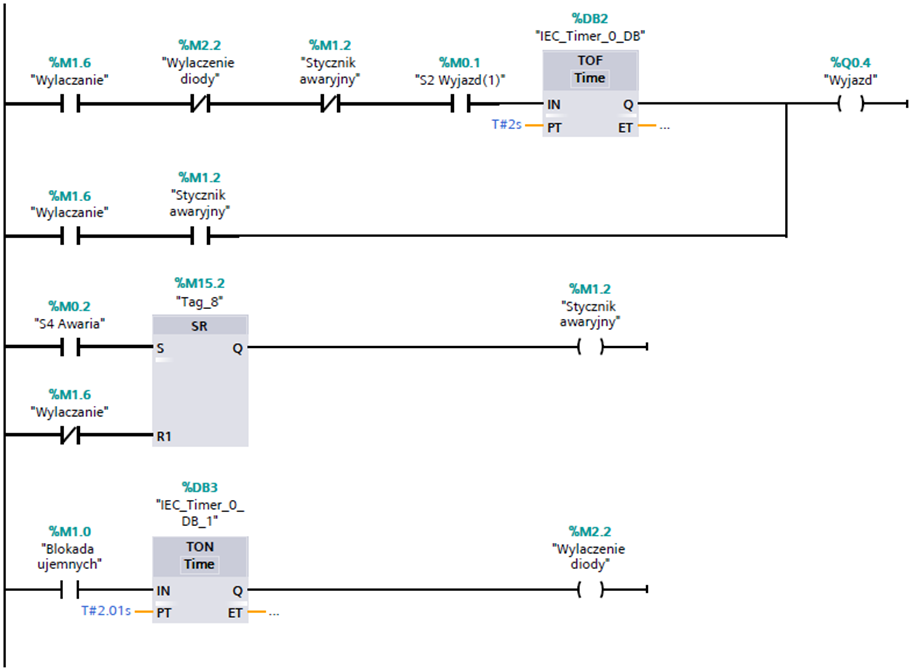 %DB2
"IEC_Timer_0_DB"
%M1.6
"Wylaczanie"
%M2.2
"Wylaczenie
diody"
%M1.2
"Stycznik
awaryjny"
%M0.1
"S2 Wyjazd(1)"
TOF
Time
%Q0.4
"Wyjazd"
IN
Q
T#2s
PT
ET
...
%M1.6
"Wylaczanie"
%M1.2
"Stycznik
awaryjny"
%M15.2
"Tag_8"
%M0.2
"S4 Awaria"
SR
%M1.2
"Stycznik
awaryjny"
S
Q
%M1.6
"Wylaczanie"
R1
%DB3
"IEC_Timer_0_
DB_1"
%M1.0
"Blokada
ujemnych"
TON
Time
%M2.2
"Wylaczenie
diody"
IN
Q
T#2.01s
PT
ET
...